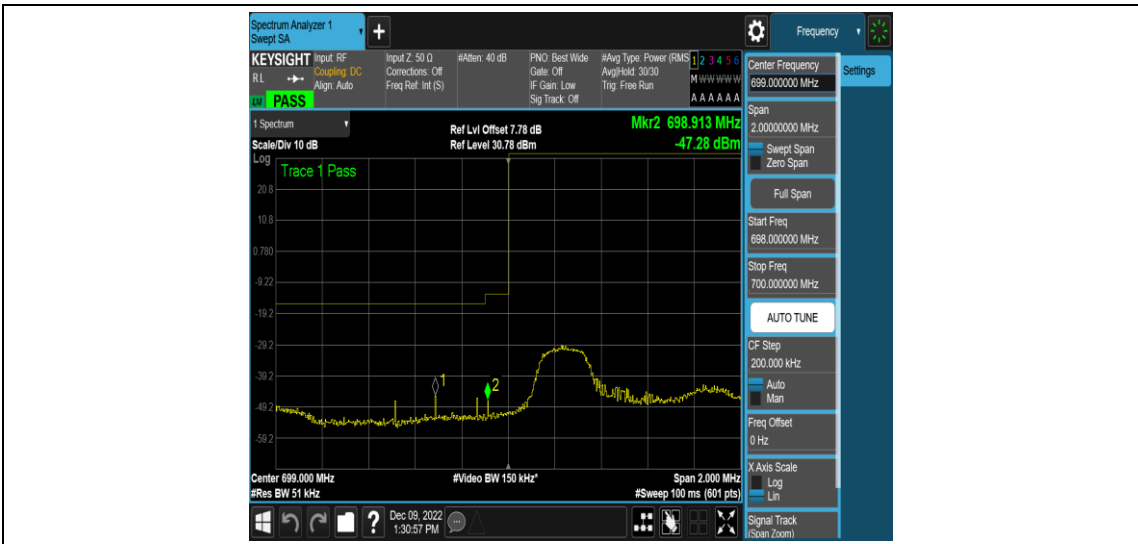 Spectrum Analyzer 1
Swept SA
+
Frequency
KEYSIGHT
RL
LXI PASS
Input: RF
Coupling: DC
Align: Auto
Input Z: 50 Ω
Corrections: Off
Freq Ref: Int (S)
#Atten: 40 dB
PNO: Best Wide
Gate: Off
IF Gain: Low
Sig Track: Off
#Avg Type: Power (RMS
Avg|Hold: 30/30
Trig: Free Run
1 2 3 4 5 6
M W W W W W
A A A A A A
Center Frequency
699.000000 MHz
Settings
Span
2.00000000 MHz
Swept Span
Zero Span
Full Span
Start Freq
698.000000 MHz
Stop Freq
700.000000 MHz
AUTO TUNE
CF Step
200.000 kHz
Auto
Man
Freq Offset
0 Hz
X Axis Scale
Log
Lin
Signal Track
(Span Zoom)
1 Spectrum
Scale/Div 10 dB
Ref Lvl Offset 7.78 dB
Ref Level 30.78 dBm
Mkr2 698.913 MHz
-47.28 dBm
Log
Trace 1 Pass
20.8
10.8
0.780
-9.22
-19.2
-29.2
-39.2
-49.2
-59.2
1
2
Center 699.000 MHz
#Video BW 150 kHz*
Span 2.000 MHz
#Res BW 51 kHz
#Sweep 100 ms (601 pts)
?
Dec 09, 2022
1:30:57 PM